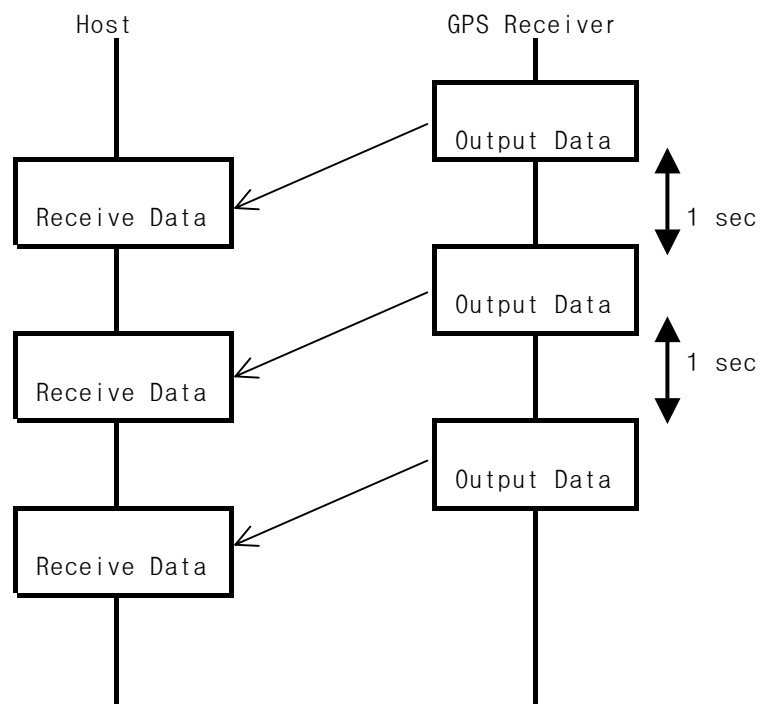 Host
GPS Receiver
Output Data
Receive Data
1 sec
Output Data
Receive Data
1 sec
Output Data
Receive Data